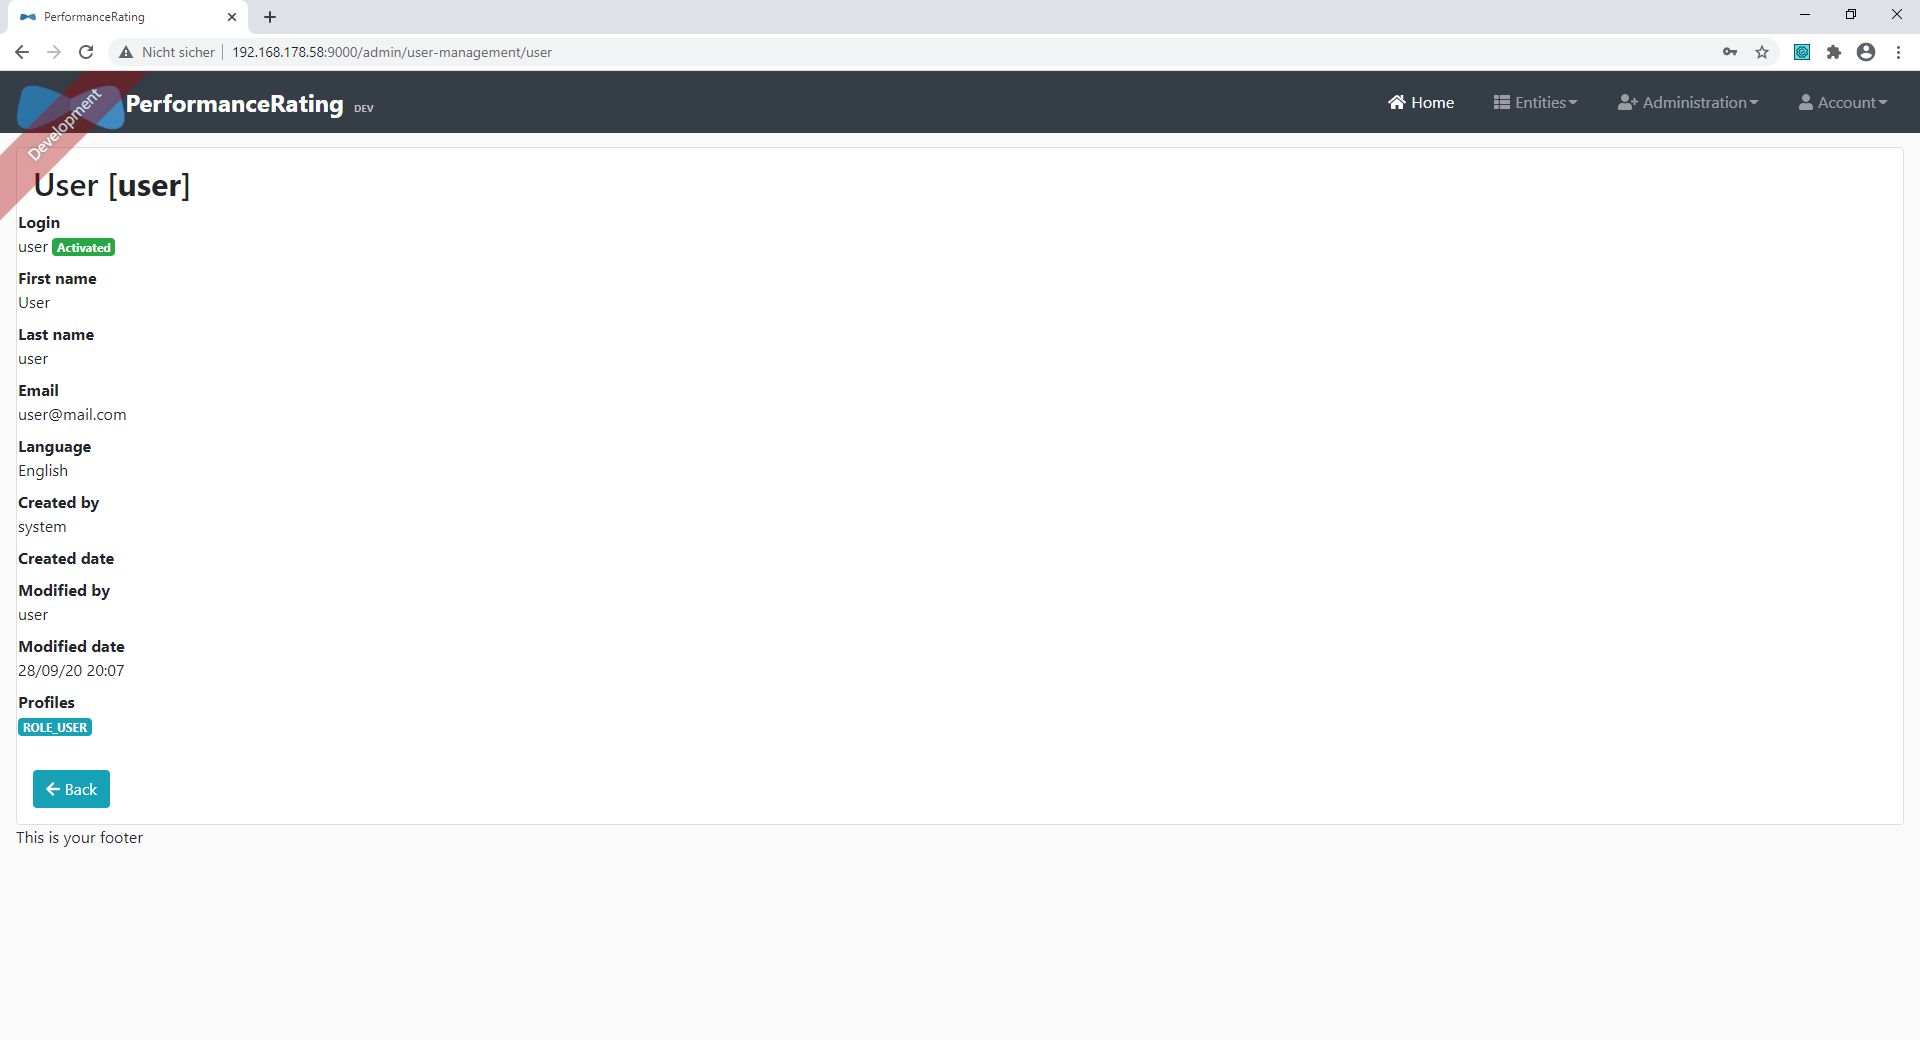 PerformanceRating
Nicht sicher 192.168.178.58:9000/admin/user-management/user
Development
PerformanceRating DEV
Home Entities Administration Account
User [user]
Login
user Activated
First name
User
Last name
user
Email
user@mail.com
Language
English
Created by
system
Created date
Modified by
user
Modified date
28/09/20 20:07
Profiles
ROLE_USER
Back
This is your footer